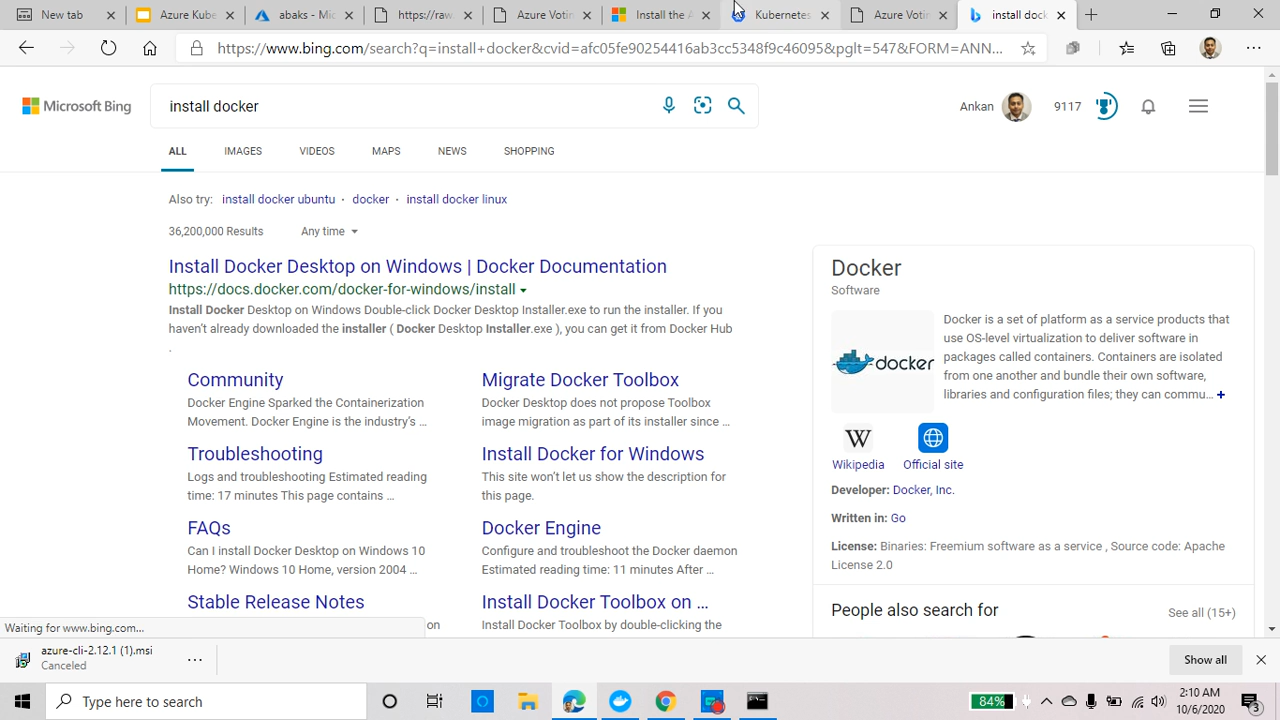 New tab
Azure Kube
abaks - Mic
https://raw
Azure Votin
Install the A
Kubernetes
Azure Votin
install dock
https://www.bing.com/search?q=install+docker&cvid=afc05fe90254416ab3cc5348f9c46095&pglt=547&FORM=ANN...
Microsoft Bing
install docker
Ankan
9117
ALL IMAGES VIDEOS MAPS NEWS SHOPPING
Also try: install docker ubuntu · docker · install docker linux
36,200,000 Results Any time
Install Docker Desktop on Windows | Docker Documentation
https://docs.docker.com/docker-for-windows/install
Install Docker Desktop on Windows Double-click Docker Desktop Installer.exe to run the installer. If you
haven't already downloaded the installer ( Docker Desktop Installer.exe ), you can get it from Docker Hub
.
Community
Docker Engine Sparked the Containerization
Movement. Docker Engine is the industry's ...
Migrate Docker Toolbox
Docker Desktop does not propose Toolbox
image migration as part of its installer since ...
Troubleshooting
Logs and troubleshooting Estimated reading
time: 17 minutes This page contains ...
Install Docker for Windows
This site won't let us show the description for
this page.
FAQs
Can I install Docker Desktop on Windows 10
Home? Windows 10 Home, version 2004 ...
Docker Engine
Configure and troubleshoot the Docker daemon
Estimated reading time: 11 minutes After ...
Stable Release Notes
on
Install Docker Toolbox on ...
Install Docker Toolbox by double-clicking the
Docker
Software
docker
Docker is a set of platform as a service products that
use OS-level virtualization to deliver software in
packages called containers. Containers are isolated
from one another and bundle their own software,
libraries and configuration files; they can commu... +
W
Wikipedia
Official site
Developer: Docker, Inc.
Written in: Go
License: Binaries: Freemium software as a service , Source code: Apache
License 2.0
People also search for
See all (15+)
Waiting for www.bing.com...
azure-cli-2.12.1 (1).msi
Canceled
Show all
Type here to search
84%
2:10 AM
10/6/2020
3